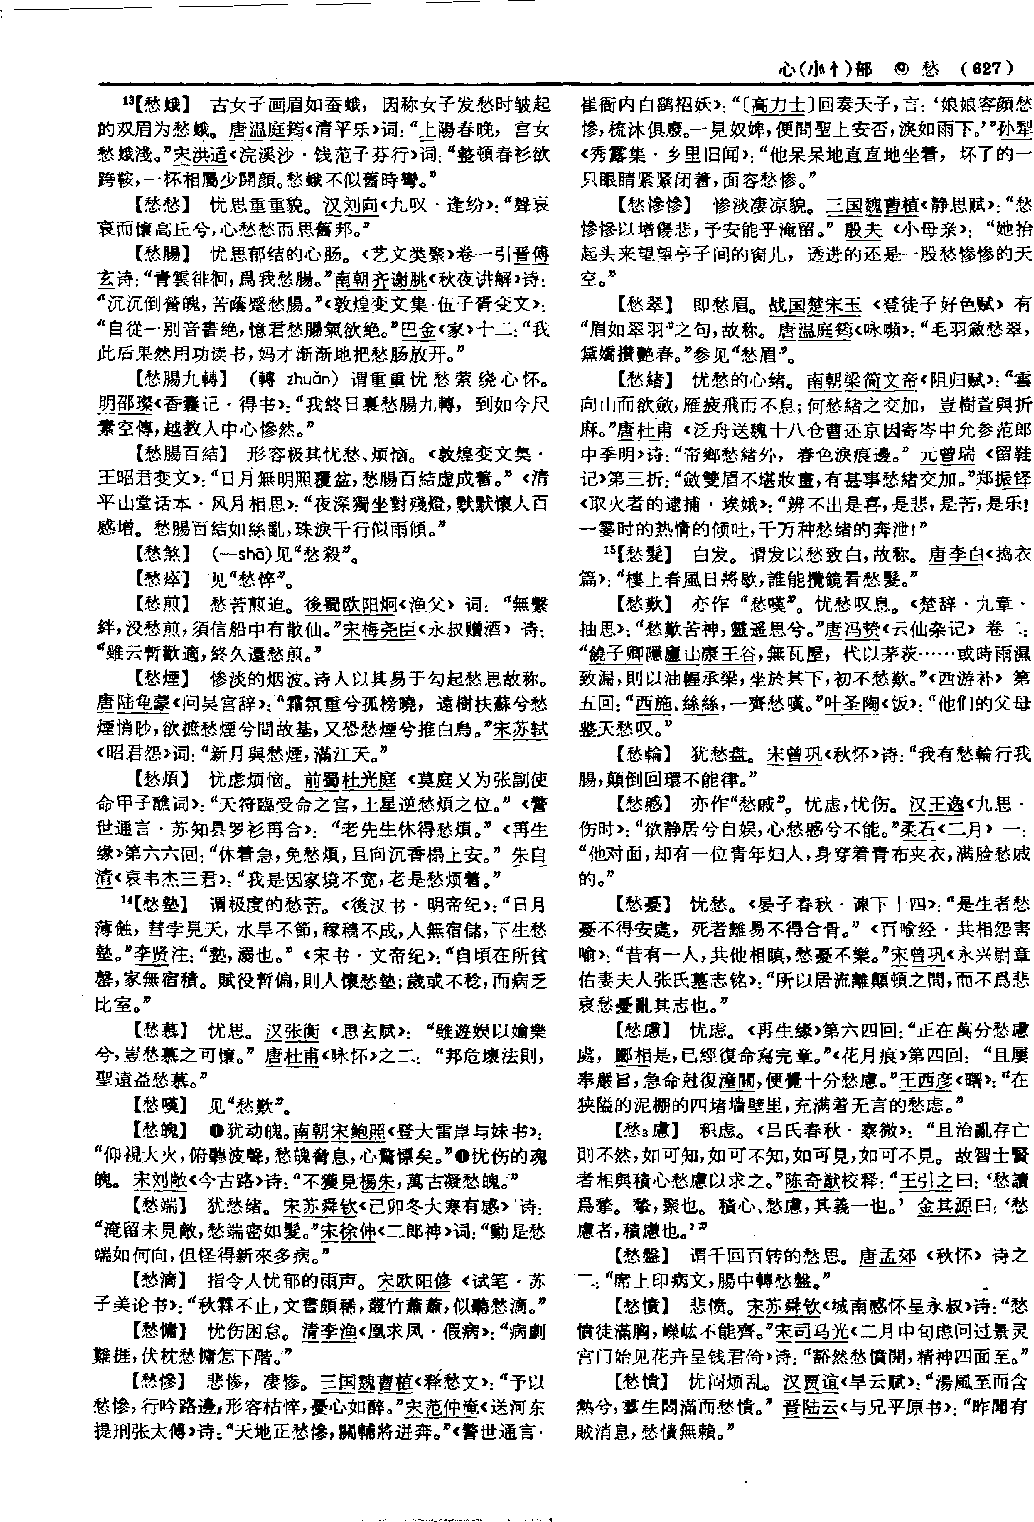 心(小忄)部 ⑨ 愁 (627)
¹³【愁蛾】 古女子画眉如蚕蛾，因称女子发愁时皱起
的双眉为愁蛾。唐温庭筠《清平乐》词：“上陽春晚，宫女
愁蛾淺。”宋洪适《浣溪沙·饯范子芬行》词：“整頓春衫欲
跨鞍，一杯相屬少開顔。愁蛾不似舊時彎。”
【愁愁】 忧思重重貌。汉刘向《九叹·逢纷》：“聲哀
哀而懷高丘兮，心愁愁而思舊邦。”
【愁腸】 忧思郁结的心肠。《艺文类聚》卷一引晋傅
玄诗：“青雲徘徊，爲我愁腸。”南朝齐谢朓《秋夜讲解》诗：
“沉沉倒營魄，苦蔭蹙愁腸。”《敦煌变文集·伍子胥变文》：
“自從一别音書绝，憶君愁腸氣欲絶。”巴金《家》十二：“我
此后果然用功读书，妈才渐渐地把愁肠放开。”
【愁腸九轉】 （轉 zhuǎn）谓重重忧愁萦绕心怀。
明邵璨《香囊记·得书》：“我終日裏愁腸九轉，到如今尺
素空傳，越教人中心慘然。”
【愁腸百结】 形容极其忧愁、烦恼。《敦煌变文集·
王昭君变文》：“日月無明照覆盆，愁腸百結虚成着。”《清
平山堂话本·风月相思》：“夜深獨坐對殘燈，默默懷人百
感增。愁腸百結如絲亂，珠淚千行似雨傾。”
【愁煞】 (—shā)见“愁殺”。
【愁焠】 见“愁悴”。
【愁煎】 愁苦煎迫。後蜀欧阳炯《渔父》词：“無繫
絆，没愁煎，須信船中有散仙。”宋梅尧臣《永叔赠酒》诗：
“雖云暫歡適，終久還愁煎。”
【愁煙】 惨淡的烟波。诗人以其易于勾起愁思故称。
唐陆龟蒙《问吴宫辞》：“霜氛重兮孤榜曉，遠樹扶蘇兮愁
煙悄眇，欲摭愁煙兮問故基，又恐愁煙兮推白鳥。”宋苏轼
《昭君怨》词：“新月與愁煙，滿江天。”
【愁煩】 忧虑烦恼。前蜀杜光庭《莫庭乂为张副使
命甲子醮词》：“天符臨受命之宫，土星逆愁煩之位。”《警
世通言·苏知县罗衫再合》：“老先生休得愁煩。”《再生
缘》第六六回：“休着急，免愁煩，且向沉香榻上安。”朱自
清《哀韦杰三君》：“我是因家境不宽，老是愁烦着。”
¹⁴【愁墊】 谓极度的愁苦。《後汉书·明帝纪》：“日月
薄蝕，彗孛見天，水旱不節，稼穡不成，人無宿儲，下生愁
墊。”李贤注：“墊，溺也。”《宋书·文帝纪》：“自頃在所貧
罄，家無宿積。賦役暫偏，則人懷愁墊；歲或不稔，而病乏
比室。”
【愁慕】 忧思。汉张衡《思玄赋》：“雖遊娱以媮樂
兮，豈愁慕之可懷。”唐杜甫《咏怀》之二：“邦危壞法則，
聖遠益愁慕。”
【愁嘆】 见“愁歎”。
【愁魄】 ❶犹动魄。南朝宋鲍照《登大雷岸与妹书》：
“仰視大火，俯聽波聲，愁魄脅息，心驚慄矣。”❷忧伤的魂
魄。宋刘敞《今古路》诗：“不獲見楊朱，萬古凝愁魄。”
【愁端】 犹愁绪。宋苏舜钦《己卯冬大寒有感》诗：
“淹留未見敵，愁端密如髮。”宋徐伸《二郎神》词：“動是愁
端如何向，但怪得新來多病。”
【愁滴】 指令人忧郁的雨声。宋欧阳修《试笔·苏
子美论书》：“秋霖不止，文書頗稀，叢竹蕭蕭，似聽愁滴。”
【愁慵】 忧伤困怠。清李渔《凰求凤·假病》：“病劇
難捱，伏枕愁慵怎下階。”
【愁慘】 悲惨，凄惨。三国魏曹植《释愁文》：“予以
愁慘，行吟路邊，形容枯悴，憂心如醉。”宋范仲淹《送河东
提刑张太傅》诗：“天地正愁慘，關輔將迸奔。”《警世通言·
崔衙内白鹞招妖》：“〔高力士〕回奏天子，言：‘娘娘容顔愁
慘，梳沐俱廢。一見奴婢，便問聖上安否，淚如雨下。’”孙犁
《秀露集·乡里旧闻》：“他呆呆地直直地坐着，坏了的一
只眼睛紧紧闭着，面容愁惨。”
【愁慘慘】 惨淡凄凉貌。三国魏曹植《静思赋》：“愁
慘慘以增傷悲，予安能乎淹留。”殷夫《小母亲》：“她抬
起头来望望亭子间的窗儿，透进的还是一股愁惨惨的天
空。”
【愁翠】 即愁眉。战国楚宋玉《登徒子好色赋》有
“眉如翠羽”之句，故称。唐温庭筠《咏嚬》：“毛羽斂愁翠，
黛嬌攢艷春。”参见“愁眉”。
【愁緒】 忧愁的心绪。南朝梁简文帝《阻归赋》：“雲
向山而欲斂，雁疲飛而不息；何愁緒之交加，豈樹萱與折
麻。”唐杜甫《泛舟送魏十八仓曹还京因寄岑中允参范郎
中季明》诗：“帝鄉愁緒外，春色淚痕邊。”元曾瑞《留鞋
记》第三折：“斂雙眉不堪妝畫，有甚事愁緒交加。”郑振铎
《取火者的逮捕·埃娥》：“辨不出是喜，是悲，是苦，是乐！
一霎时的热情的倾吐，千万种愁绪的奔泄！”
¹⁵【愁髮】 白发。谓发以愁致白，故称。唐李白《捣衣
篇》：“樓上春風日將歇，誰能攬鏡看愁髮。”
【愁歎】 亦作“愁嘆”。忧愁叹息。《楚辞·九章·
抽思》：“愁歎苦神，靈遥思兮。”唐冯贽《云仙杂记》卷二：
“饒子卿隱廬山康王谷，無瓦屋，代以茅茨……或時雨濕
致漏，則以油幄承梁，坐於其下，初不愁歎。”《西游补》第
五回：“西施、絲絲，一齊愁嘆。”叶圣陶《饭》：“他们的父母
整天愁叹。”
【愁輪】 犹愁盘。宋曾巩《秋怀》诗：“我有愁輪行我
腸，顛倒回環不能律。”
【愁慼】 亦作“愁戚”。忧虑，忧伤。汉王逸《九思·
伤时》：“欲静居兮自娱，心愁慼兮不能。”柔石《二月》一：
“他对面，却有一位青年妇人，身穿着青布夹衣，满脸愁戚
的。”
【愁憂】 忧愁。《晏子春秋·谏下十四》：“是生者愁
憂不得安處，死者離易不得合骨。”《百喻经·共相怨害
喻》：“昔有一人，共他相瞋，愁憂不樂。”宋曾巩《永兴尉章
佑妻夫人张氏墓志铭》：“所以居流離顛頓之間，而不爲悲
哀愁憂亂其志也。”
【愁慮】 忧虑。《再生缘》第六四回：“正在萬分愁慮
處，酈相是，已經復命寫完章。”《花月痕》第四回：“且屢
奉嚴旨，急命尅復潼關，便覺十分愁慮。”王西彦《曙》：“在
狭隘的泥棚的四堵墙壁里，充满着无言的愁虑。”
【愁₃慮】 积虑。《吕氏春秋·察微》：“且治亂存亡
則不然，如可知，如可不知，如可見，如可不見。故智士賢
者相與積心愁慮以求之。”陈奇猷校释：“王引之曰：‘愁讀
爲揫。揫，聚也。積心、愁慮，其義一也。’金其源曰：‘愁
慮者，積慮也。’”
【愁盤】 谓千回百转的愁思。唐孟郊《秋怀》诗之
二：“席上印病文，腸中轉愁盤。”
【愁憤】 悲愤。宋苏舜钦《城南感怀呈永叔》诗：“愁
憤徒滿胸，嶸嵘不能齊。”宋司马光《二月中旬虑问过景灵
宫门始见花卉呈钱君倚》诗：“豁然愁憤開，精神四面至。”
【愁憒】 忧闷烦乱。汉贾谊《旱云赋》：“湯風至而含
熱兮，羣生悶滿而愁憒。”晋陆云《与兄平原书》：“昨聞有
賊消息，愁憒無賴。”